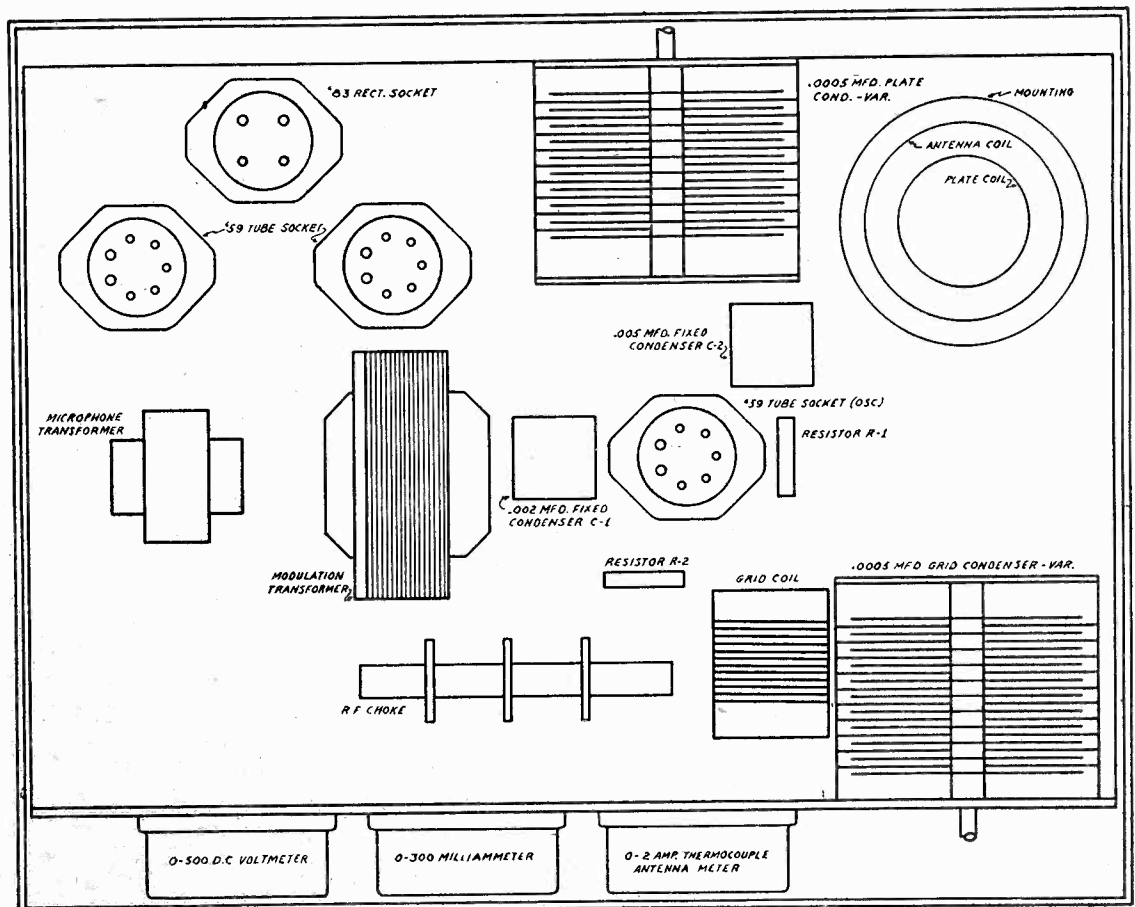 '83 RECT. SOCKET
.0005 MFD. PLATE
COND.-VAR.
MOUNTING
ANTENNA COIL
PLATE COIL
'59 TUBE SOCKET
.005 MFD. FIXED
CONDENSER C-2
'59 TUBE SOCKET (OSC)
MICROPHONE
TRANSFORMER
RESISTOR R-1
.002 MFD. FIXED
CONDENSER C-1
MODULATION
TRANSFORMER
RESISTOR R-2
GRID COIL
.0005 MFD GRID CONDENSER-VAR.
R F CHOKE
0-500 D.C VOLTMETER
0-300 MILLIAMMETER
0-2 AMP. THERMOCOUPLE
ANTENNA METER